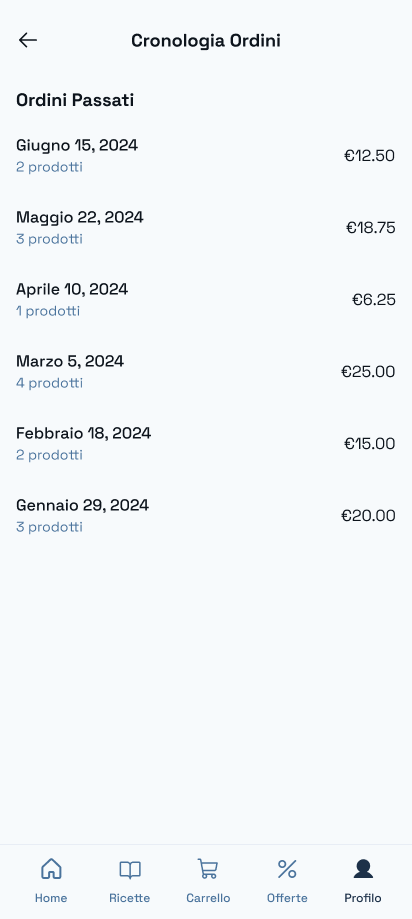 Cronologia Ordini
Ordini Passati
Giugno 15, 2024
2 prodotti
€12.50
Maggio 22, 2024
3 prodotti
€18.75
Aprile 10, 2024
1 prodotti
€6.25
Marzo 5, 2024
4 prodotti
€25.00
Febbraio 18, 2024
2 prodotti
€15.00
Gennaio 29, 2024
3 prodotti
€20.00
Home
Ricette
Carrello
Offerte
Profilo